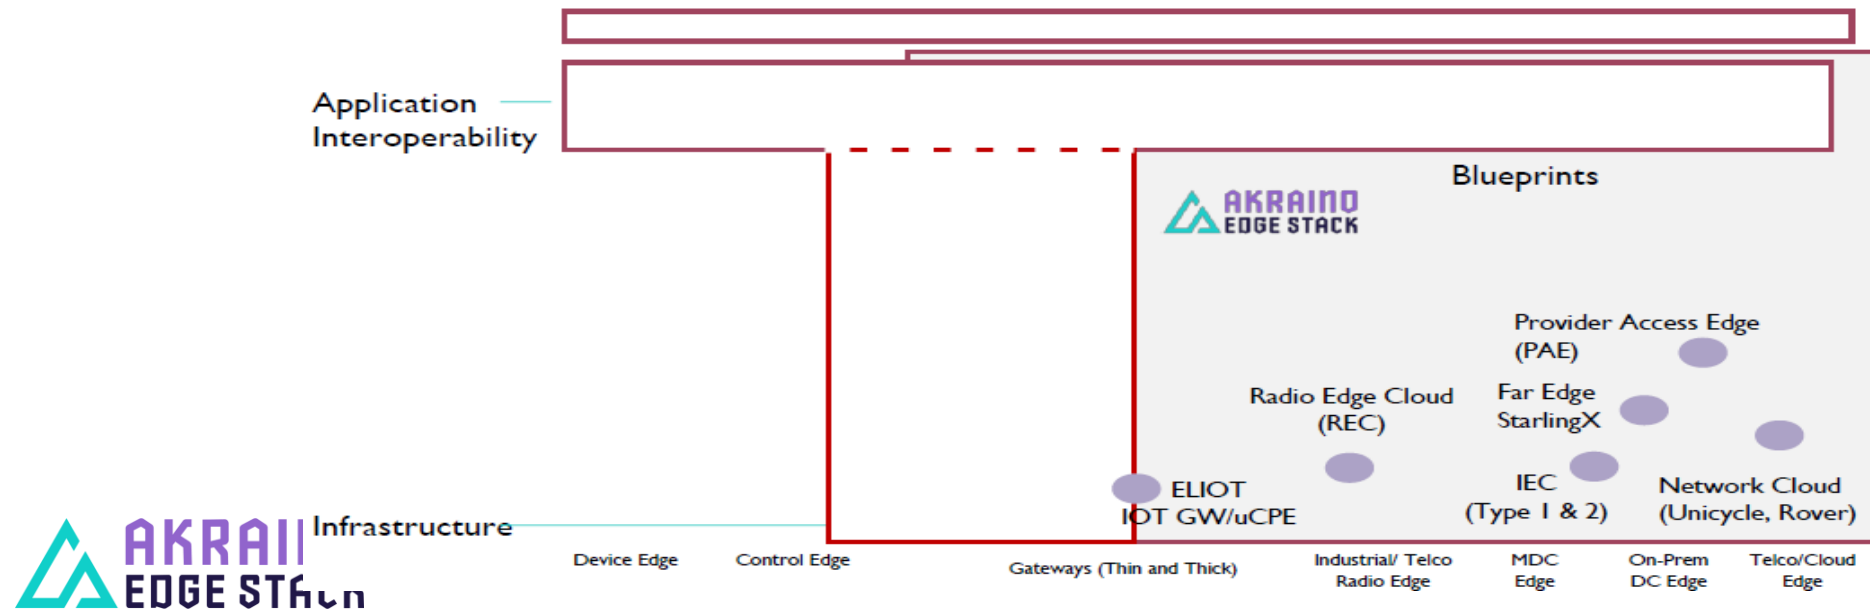 Application
Interoperability
Blueprints
AKRAINO
EDGE STACK
Provider Access Edge
(PAE)
Radio Edge Cloud
(REC)
Far Edge
StarlingX
ELIOT
IOT GW/uCPE
IEC
(Type 1 & 2)
Network Cloud
(Unicycle, Rover)
Infrastructure
Device Edge
Control Edge
Gateways (Thin and Thick)
Industrial/ Telco
Radio Edge
MDC
Edge
On-Prem
DC Edge
Telco/Cloud
Edge
EDGE